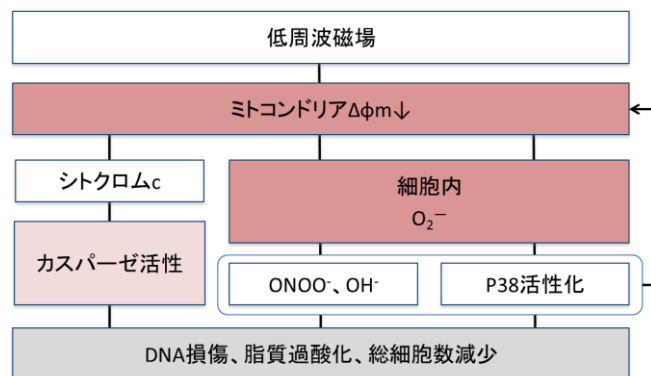 低周波磁場
ミトコンドリアΔφm↓
シトクロムc
細胞内
O₂⁻
カスパーゼ活性
ONOO⁻、OH⁻
P38活性化
DNA損傷、脂質過酸化、総細胞数減少